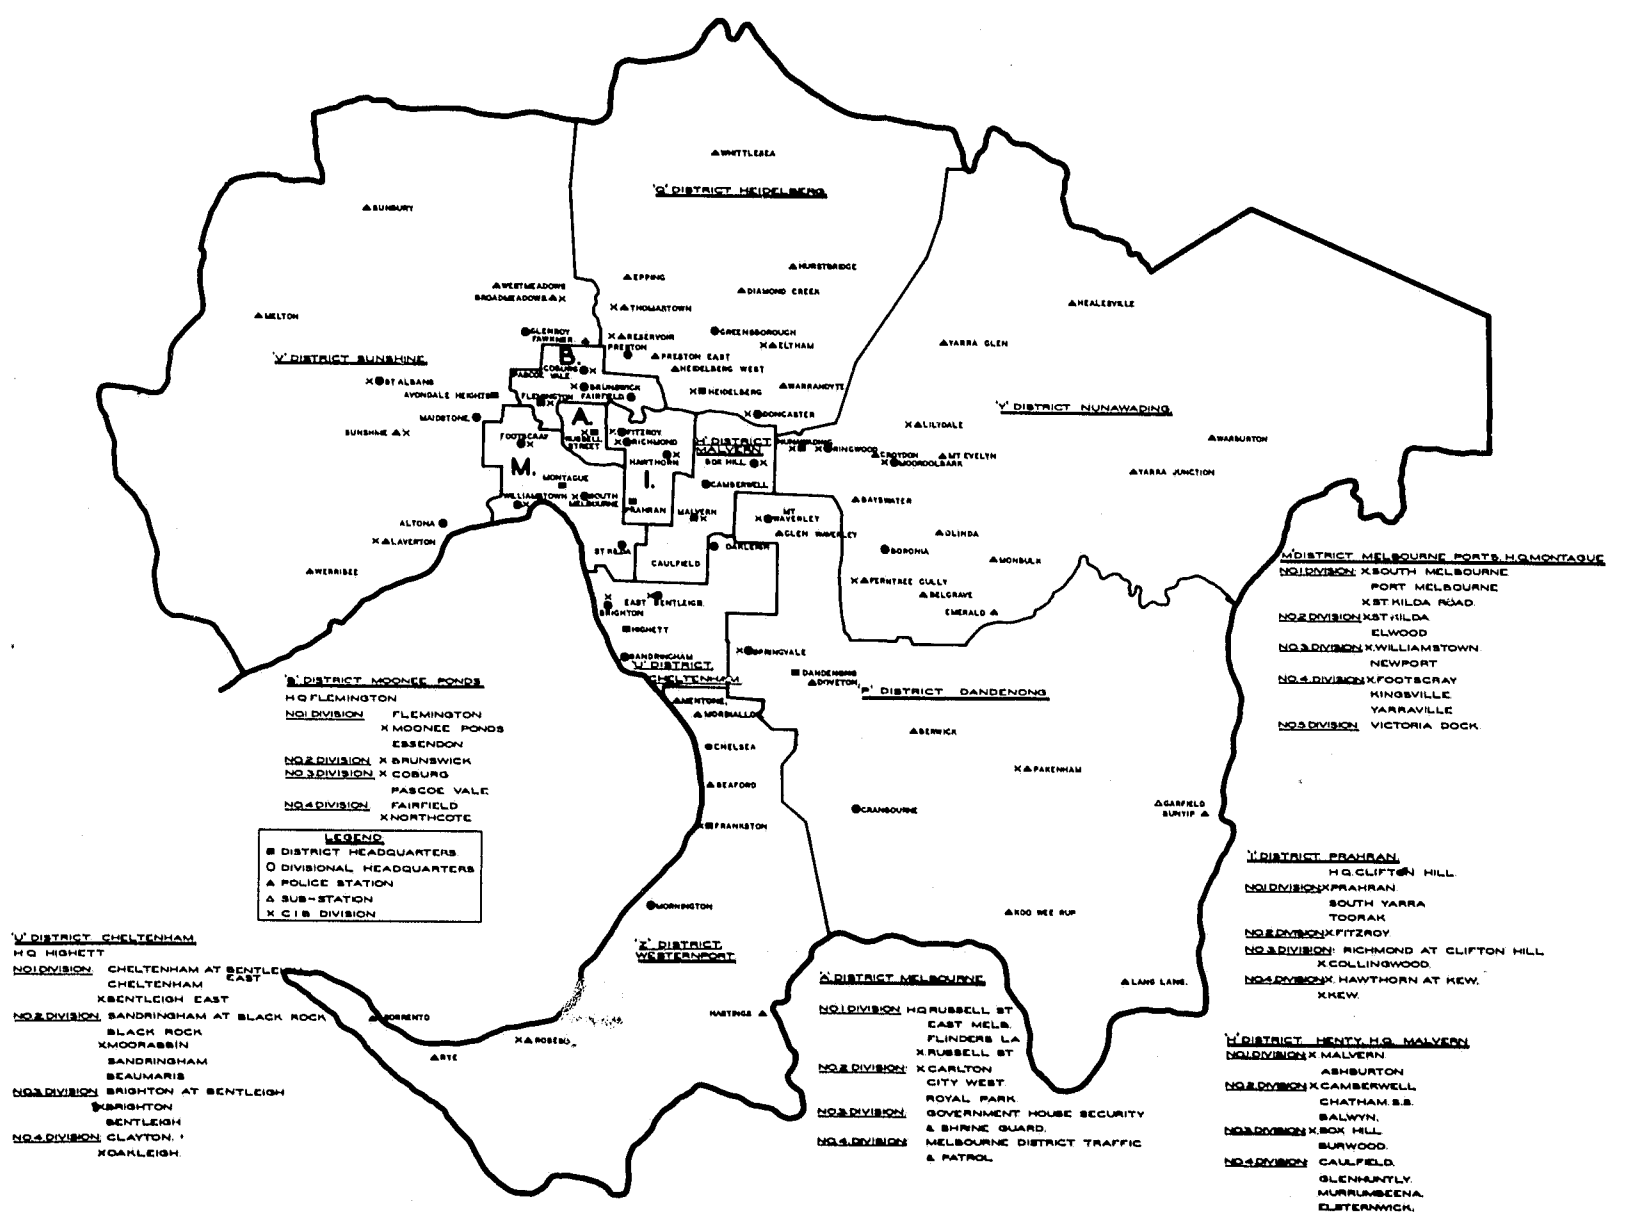 WHITTLESEA
'Q' DISTRICT HEIDELBERG
SUNBURY
EPPING
HURSTBRIDGE
WESTMEADOWS
BROADMEADOWS
DIAMOND CREEK
THOMASTOWN
HEALESVILLE
MELTON
GLENROY
FAWKNER
RESERVOIR
PRESTON
GREENSBOROUGH
ELTHAM
YARRA GLEN
'V' DISTRICT SUNSHINE
B.
PRESTON EAST
HEIDELBERG WEST
COBURG
PASCOE VALE
X ST ALBANS
BRUNSWICK
FAIRFIELD
HEIDELBERG
WARRANDYTE
AVONDALE HEIGHTS
FLEMINGTON
'Y' DISTRICT NUNAWADING
MAIDSTONE
A.
DONCASTER
LILYDALE
SUNSHINE
FOOTSCRAY
RUSSELL STREET
FITZROY
RICHMOND
'H' DISTRICT MALVERN
NUNAWADING
RINGWOOD
WARBURTON
HAWTHORN
BOX HILL
CROYDON
MT EVELYN
MOOROOLBARK
M.
I.
YARRA JUNCTION
MONTAGUE
CAMBERWELL
WILLIAMSTOWN
SOUTH MELBOURNE
PRAHRAN
MALVERN
BAYSWATER
MT WAVERLEY
ALTONA
GLEN WAVERLEY
OLINDA
X LAVERTON
ST KILDA
OAKLEIGH
BORONIA
MONBULK
CAULFIELD
WERRIBEE
FERNTREE GULLY
BELGRAVE
EMERALD
EAST BENTLEIGH.
BRIGHTON
HIGHETT
SANDRINGHAM
SPRINGVALE
'U' DISTRICT.
CHELTENHAM
DANDENONG
DOVETON
'P' DISTRICT DANDENONG
MENTONE.
MORDIALLOC
BERWICK
CHELSEA
X PAKENHAM
SEAFORD
CRANBOURNE
GARFIELD
BUNYIP
FRANKSTON
MORNINGTON
KOO WEE RUP
'Z' DISTRICT.
WESTERNPORT
LANG LANG.
HASTINGS
SORRENTO
RYE
X ROSEBUD
M'DISTRICT MELBOURNE PORTS. H.Q. MONTAGUE
NO.1 DIVISION: X SOUTH MELBOURNE
PORT MELBOURNE
X ST. KILDA ROAD.
NO.2 DIVISION X ST KILDA
ELWOOD
NO.3 DIVISION: X WILLIAMSTOWN.
NEWPORT
NO.4 DIVISION X FOOTSCRAY
KINGSVILLE
YARRAVILLE
NO.5 DIVISION VICTORIA DOCK.
'B' DISTRICT MOONEE PONDS
H.Q. FLEMINGTON
NO.1 DIVISION FLEMINGTON
X MOONEE PONDS
ESSENDON
NO.2 DIVISION X BRUNSWICK
NO.3 DIVISION X COBURG
PASCOE VALE
NO.4 DIVISION FAIRFIELD
X NORTHCOTE
LEGEND
DISTRICT HEADQUARTERS.
DIVISIONAL HEADQUARTERS
POLICE STATION
SUB-STATION
X C I B DIVISION
'I' DISTRICT PRAHRAN.
H.Q. CLIFTON HILL.
NO.1 DIVISION X PRAHRAN.
SOUTH YARRA
TOORAK
NO.2 DIVISION X FITZROY
NO.3 DIVISION: RICHMOND AT CLIFTON HILL
X COLLINGWOOD.
NO.4 DIVISION X. HAWTHORN AT KEW.
X KEW.
'U' DISTRICT CHELTENHAM
H Q HIGHETT
NO.1 DIVISION: CHELTENHAM AT BENTLEI EAST
CHELTENHAM
X BENTLEIGH EAST
NO.2 DIVISION SANDRINGHAM AT BLACK ROCK
BLACK ROCK
X MOORABBIN
SANDRINGHAM
BEAUMARIS
NO.3 DIVISION BRIGHTON AT BENTLEIGH
X BRIGHTON
BENTLEIGH
NO.4 DIVISION CLAYTON.
X OAKLEIGH.
'A' DISTRICT MELBOURNE
NO.1 DIVISION H.Q. RUSSELL ST
EAST MELB.
FLINDERS LA
X RUSSELL ST
NO.2 DIVISION: X CARLTON
CITY WEST.
ROYAL PARK.
NO.3 DIVISION: GOVERNMENT HOUSE SECURITY
& SHRINE GUARD.
NO.4 DIVISION: MELBOURNE DISTRICT TRAFFIC
& PATROL
'H' DISTRICT HENTY. H.Q. MALVERN
NO.1 DIVISION X MALVERN.
ASHBURTON
NO.2 DIVISION X CAMBERWELL
CHATHAM. S.S.
BALWYN.
NO.3 DIVISION X BOX HILL
BURWOOD.
NO.4 DIVISION CAULFIELD.
GLENHUNTLY.
MURRUMBEENA.
ELSTERNWICK.